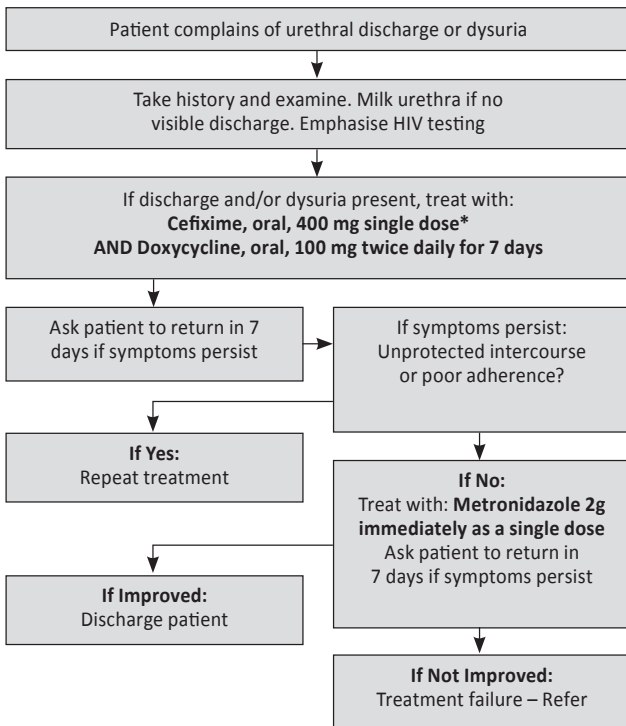 Patient complains of urethral discharge or dysuria
Take history and examine. Milk urethra if no
visible discharge. Emphasise HIV testing
If discharge and/or dysuria present, treat with:
Cefixime, oral, 400 mg single dose*
AND Doxycycline, oral, 100 mg twice daily for 7 days
Ask patient to return in 7
days if symptoms persist
If symptoms persist:
Unprotected intercourse
or poor adherence?
If Yes:
Repeat treatment
If No:
Treat with: Metronidazole 2g
immediately as a single dose
Ask patient to return in
7 days if symptoms persist
If Improved:
Discharge patient
If Not Improved:
Treatment failure – Refer